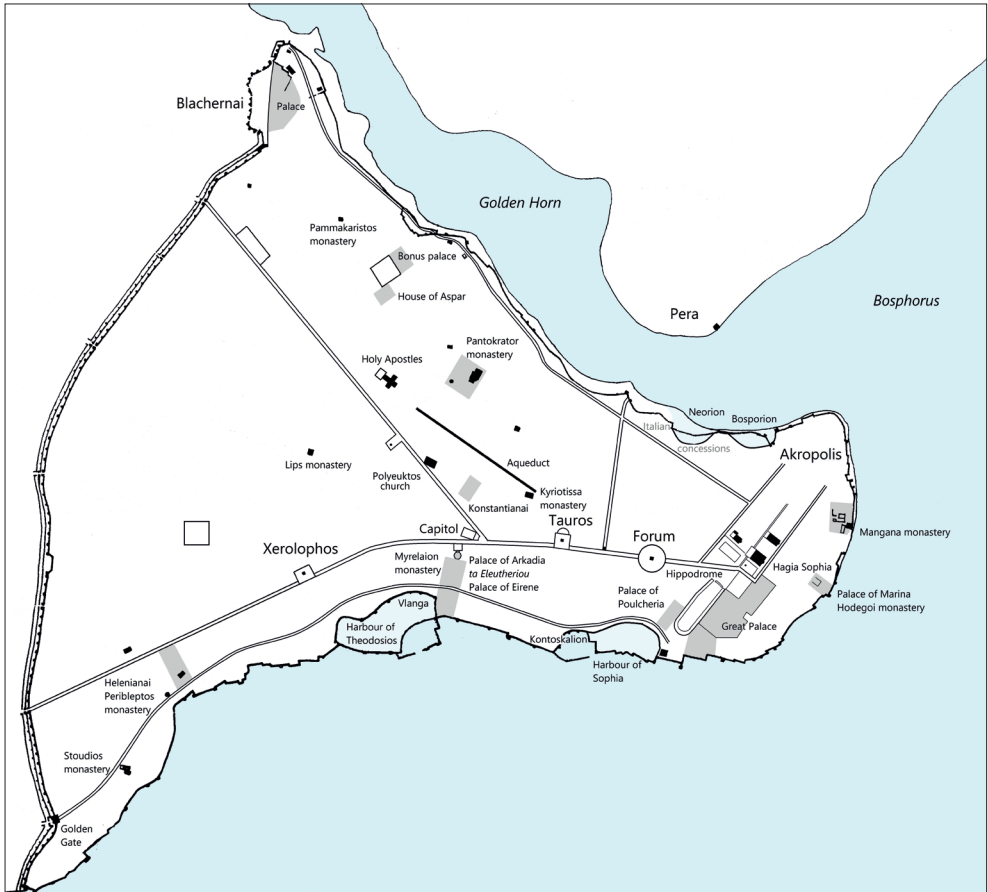 Blachernai
Palace
Golden Horn
Pammakaristos
monastery
Bonus palace
House of Aspar
Bosphorus
Pera
Pantokrator
monastery
Holy Apostles
Neorion
Bosporion
Italian
concessions
Akropolis
Lips monastery
Polyeuktos
church
Aqueduct
Konstantianai
Kyriotissa
monastery
Capitol
Tauros
Forum
Mangana monastery
Xerolophos
Myrelaion
monastery
Palace of Arkadia
ta Eleutheriou
Palace of Eirene
Hippodrome
Hagia Sophia
Palace of
Poulcheria
Palace of Marina
Hodegoi monastery
Vlanga
Harbour of
Theodosios
Great Palace
Kontoskalion
Harbour of
Sophia
Helenianai
Peribleptos
monastery
Stoudios
monastery
Golden
Gate